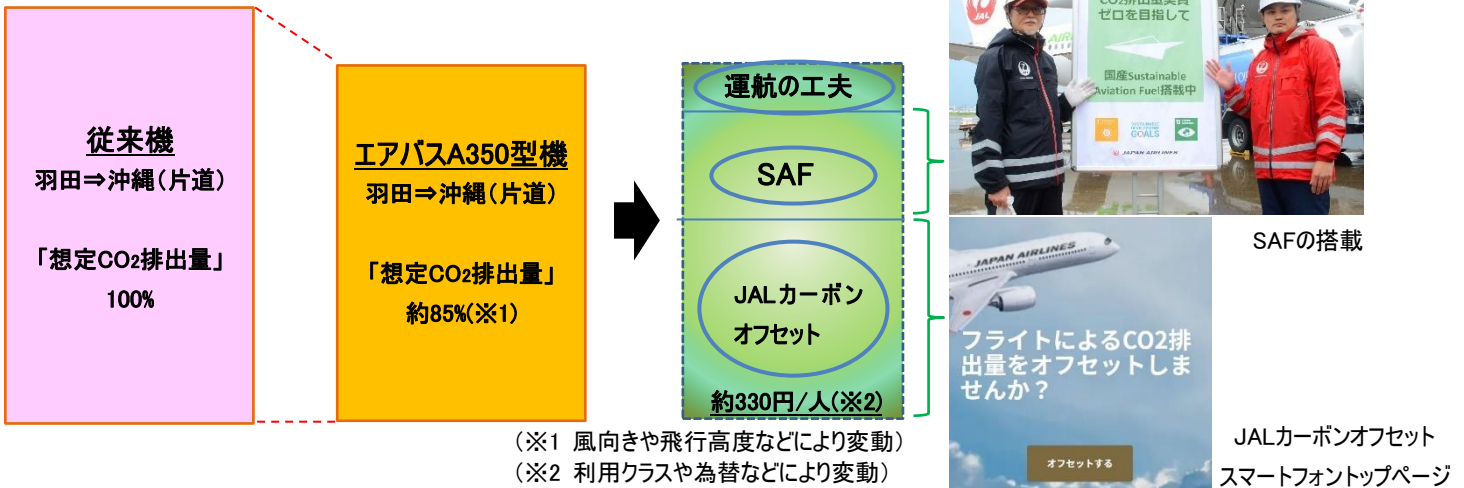 従来機
羽田⇒沖縄(片道)
「想定CO₂排出量」
100%
エアバスA350型機
羽田⇒沖縄(片道)
「想定CO₂排出量」
約85%(※1)
運航の工夫
SAF
JALカーボン
オフセット
約330円/人(※2)
(※1 風向きや飛行高度などにより変動)
(※2 利用クラスや為替などにより変動)
JAL
CO2排出量実質
ゼロを目指して
国産Sustainable
Aviation Fuel搭載中
GOALS
JAPAN AIRLINES
SAFの搭載
JAPAN AIRLINES
フライトによるCO2排
出量をオフセットしま
せんか？
オフセットする
JALカーボンオフセット
スマートフォントップページ